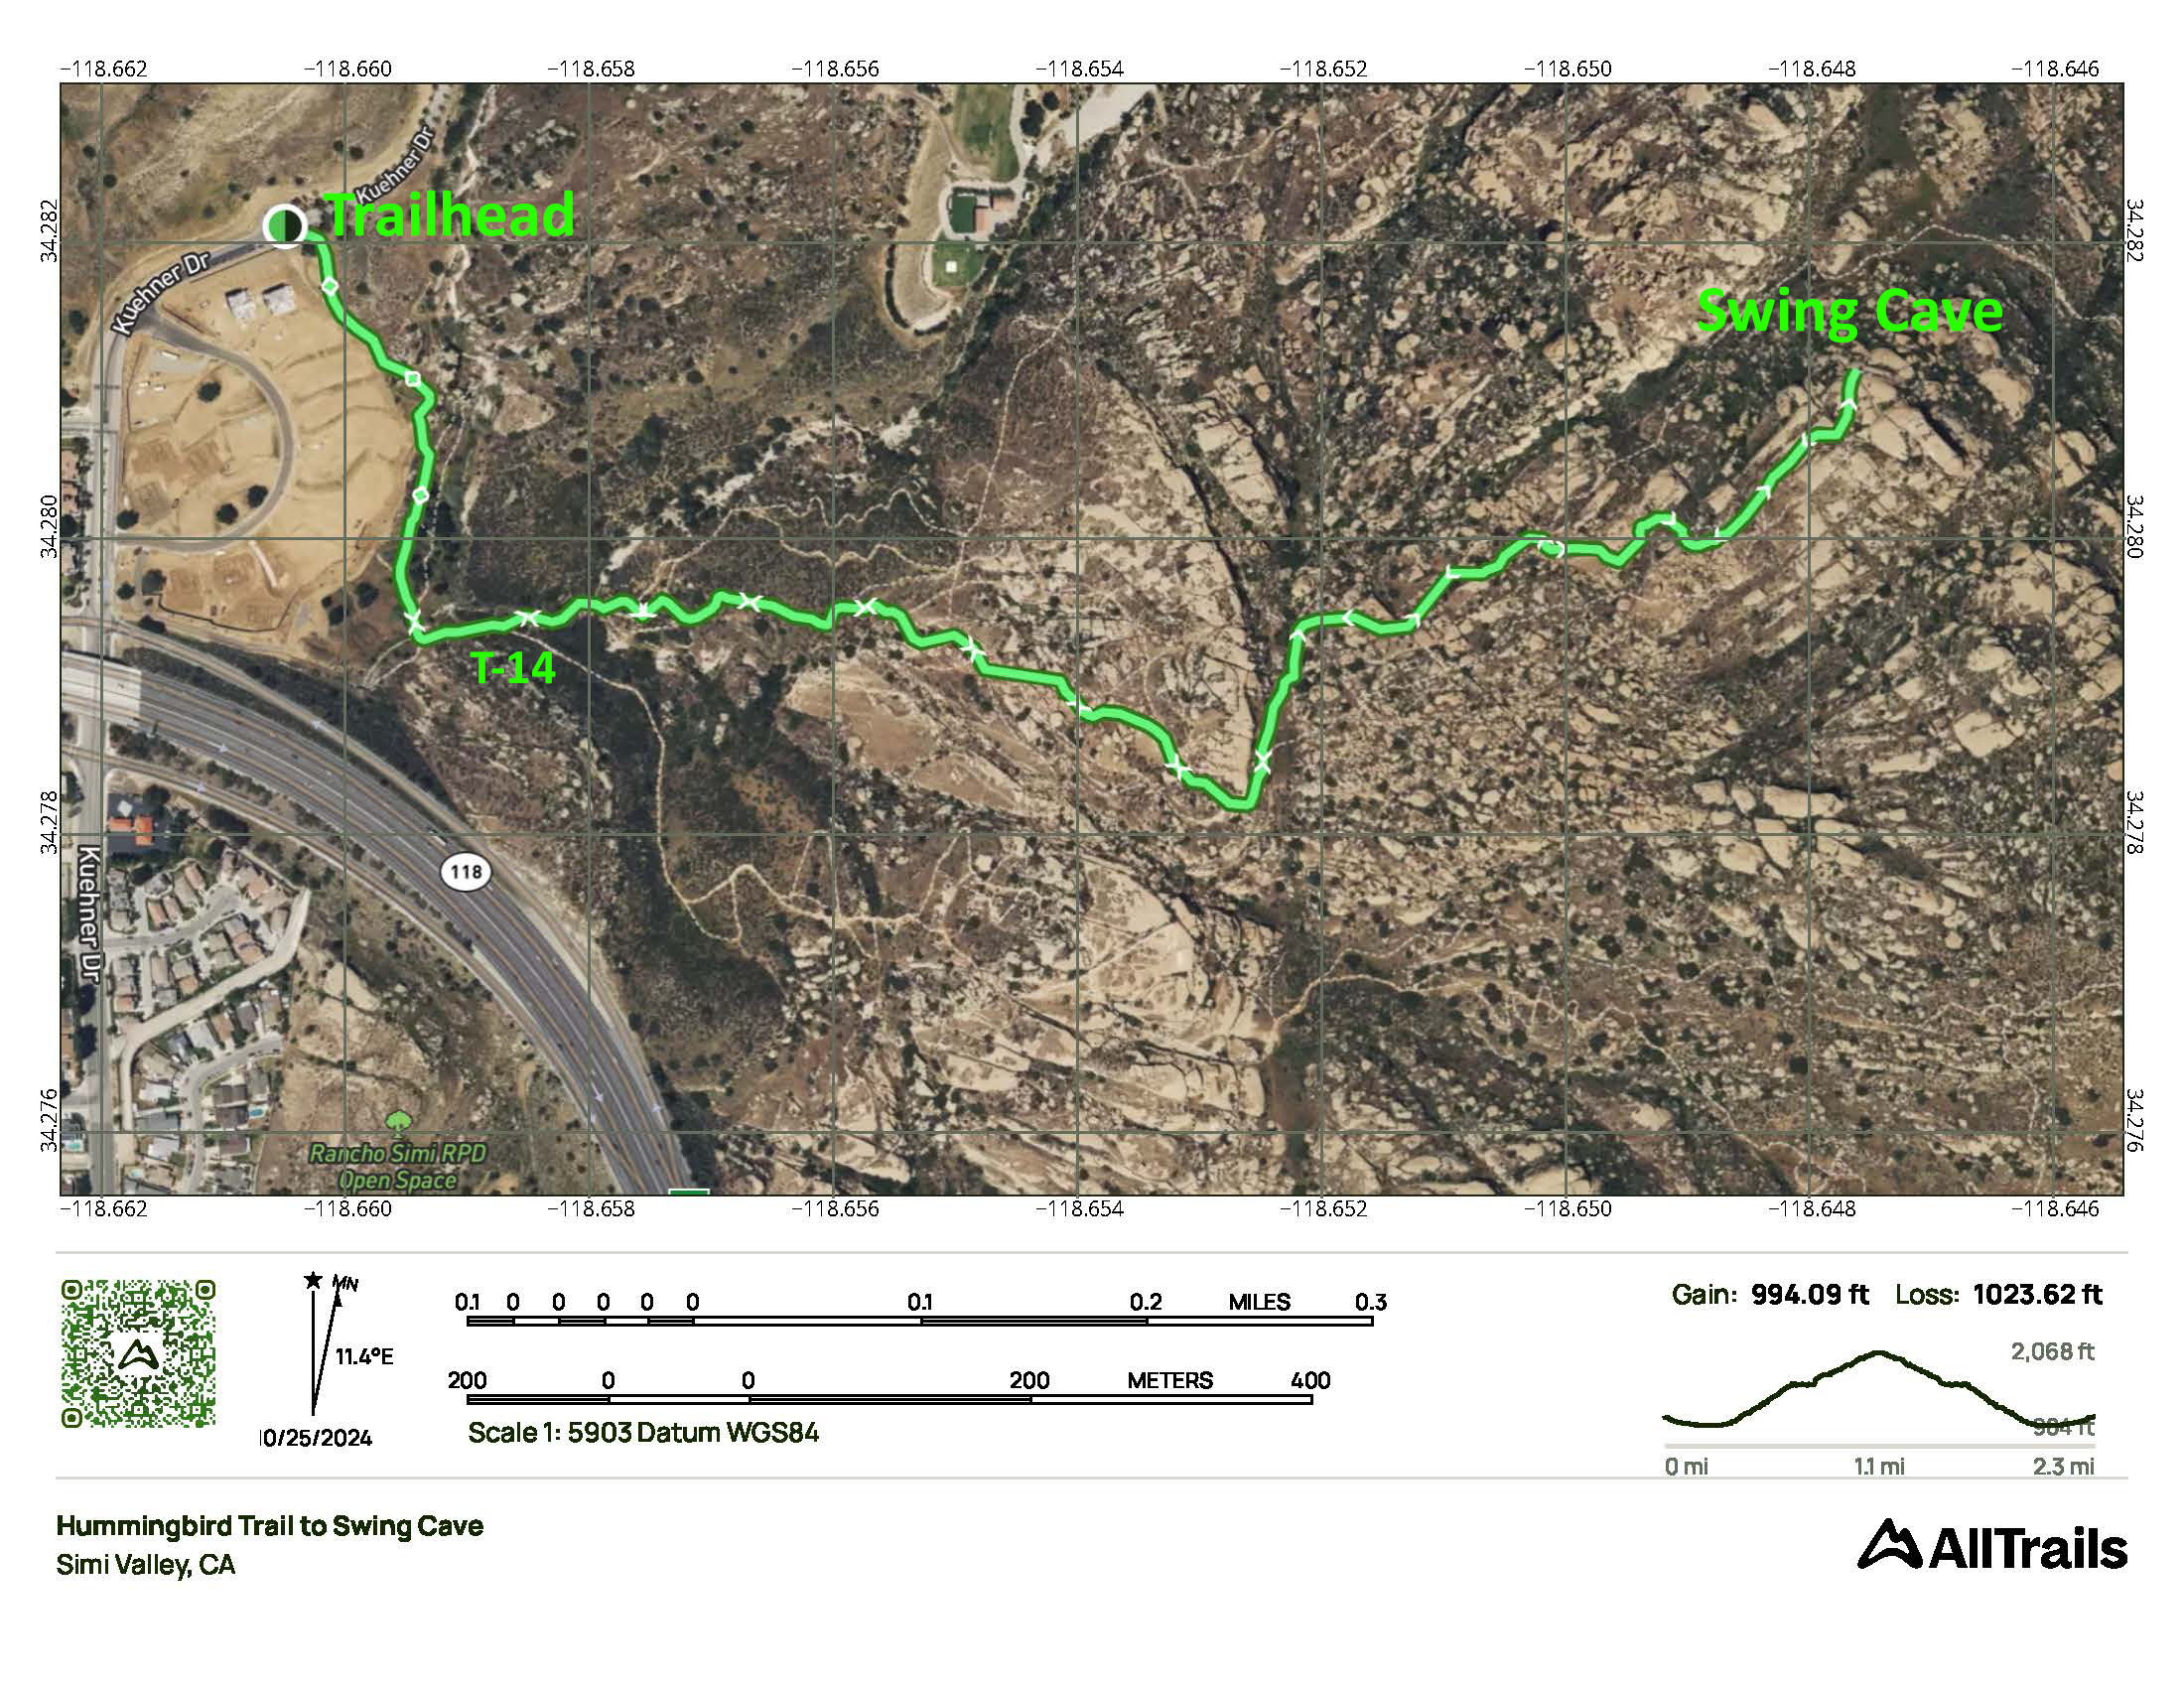 −118.662 −118.660 −118.658 −118.656 −118.654 −118.652 −118.650 −118.648 −118.646
Kuehner Dr
Trailhead
34.282
34.282
Kuehner Dr
Swing Cave
34.280
34.280
T-14
34.278
34.278
118
Kuehner Dr
34.276
34.276
Rancho Simi RPD
Open Space
−118.662 −118.660 −118.658 −118.656 −118.654 −118.652 −118.650 −118.648 −118.646
MN
11.4°E
0/25/2024
0.1 0 0 0 0 0 0.1 0.2 MILES 0.3
200 0 0 200 METERS 400
Scale 1: 5903 Datum WGS84
Gain: 994.09 ft Loss: 1023.62 ft
2,068 ft
984 ft
0 mi 1.1 mi 2.3 mi
Hummingbird Trail to Swing Cave
Simi Valley, CA
AllTrails